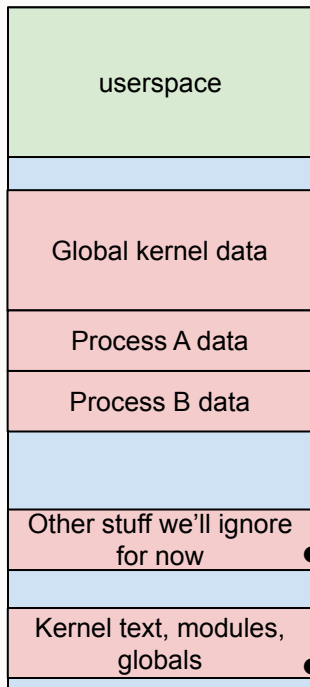 userspace
Global kernel data
Process A data
Process B data
Other stuff we’ll ignore
for now
Kernel text, modules,
globals